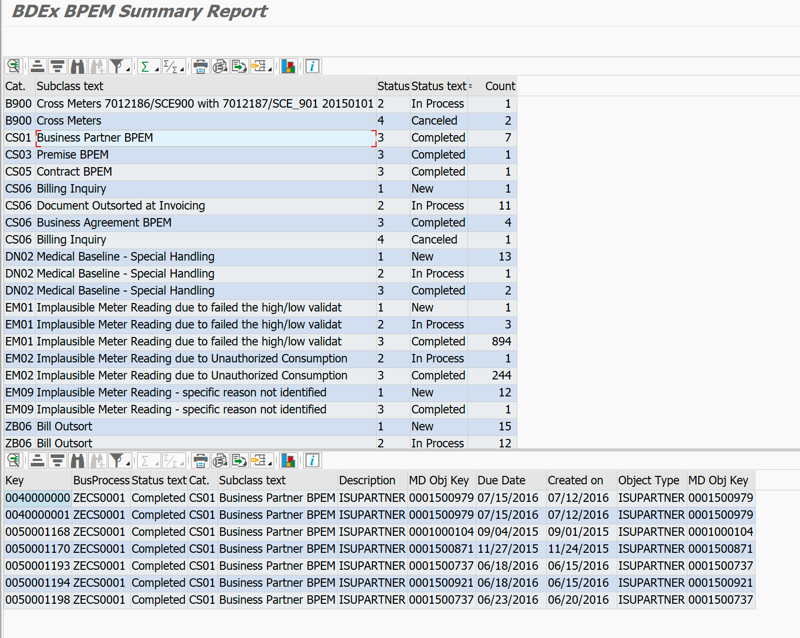 BDEx BPEM Summary Report
Cat. Subclass text Status Status text Count
B900 Cross Meters 7012186/SCE900 with 7012187/SCE_901 20150101 2 In Process 1
B900 Cross Meters 4 Canceled 2
CS01 Business Partner BPEM 3 Completed 7
CS03 Premise BPEM 3 Completed 1
CS05 Contract BPEM 3 Completed 1
CS06 Billing Inquiry 1 New 1
CS06 Document Outsorted at Invoicing 2 In Process 11
CS06 Business Agreement BPEM 3 Completed 4
CS06 Billing Inquiry 4 Canceled 1
DN02 Medical Baseline - Special Handling 1 New 13
DN02 Medical Baseline - Special Handling 2 In Process 1
DN02 Medical Baseline - Special Handling 3 Completed 2
EM01 Implausible Meter Reading due to failed the high/low validat 1 New 1
EM01 Implausible Meter Reading due to failed the high/low validat 2 In Process 3
EM01 Implausible Meter Reading due to failed the high/low validat 3 Completed 894
EM02 Implausible Meter Reading due to Unauthorized Consumption 2 In Process 1
EM02 Implausible Meter Reading due to Unauthorized Consumption 3 Completed 244
EM09 Implausible Meter Reading - specific reason not identified 1 New 12
EM09 Implausible Meter Reading - specific reason not identified 3 Completed 1
ZB06 Bill Outsort 1 New 15
ZB06 Bill Outsort 2 In Process 12
Key BusProcess Status text Cat. Subclass text Description MD Obj Key Due Date Created on Object Type MD Obj Key
0040000000 ZECS0001 Completed CS01 Business Partner BPEM ISUPARTNER 0001500979 07/15/2016 07/12/2016 ISUPARTNER 0001500979
0040000001 ZECS0001 Completed CS01 Business Partner BPEM ISUPARTNER 0001500979 07/15/2016 07/12/2016 ISUPARTNER 0001500979
0050001168 ZECS0001 Completed CS01 Business Partner BPEM ISUPARTNER 0001000104 09/04/2015 09/01/2015 ISUPARTNER 0001000104
0050001170 ZECS0001 Completed CS01 Business Partner BPEM ISUPARTNER 0001500871 11/27/2015 11/24/2015 ISUPARTNER 0001500871
0050001193 ZECS0001 Completed CS01 Business Partner BPEM ISUPARTNER 0001500737 06/18/2016 06/15/2016 ISUPARTNER 0001500737
0050001194 ZECS0001 Completed CS01 Business Partner BPEM ISUPARTNER 0001500921 06/18/2016 06/15/2016 ISUPARTNER 0001500921
0050001198 ZECS0001 Completed CS01 Business Partner BPEM ISUPARTNER 0001500737 06/23/2016 06/20/2016 ISUPARTNER 0001500737